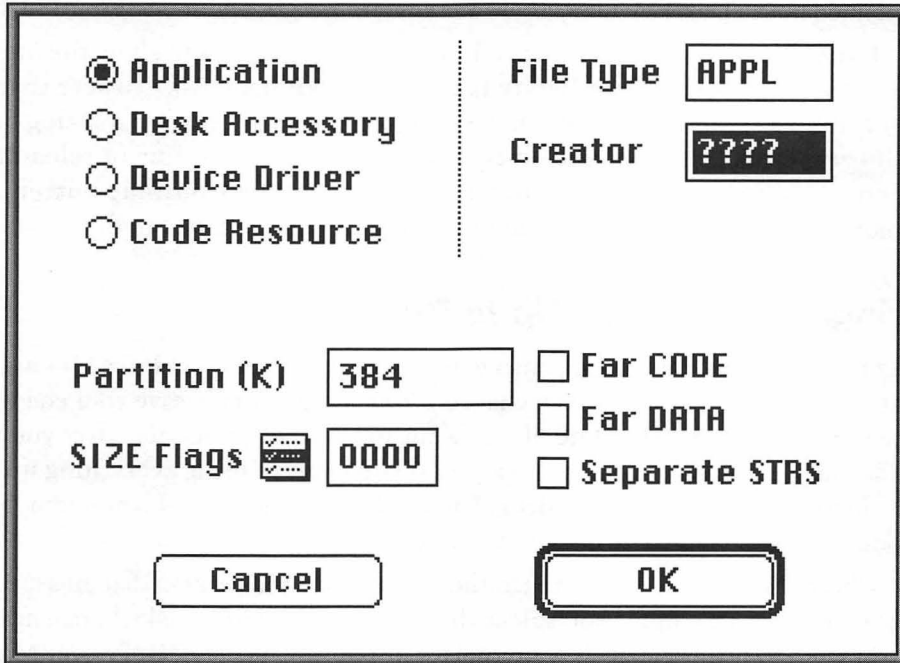 Application
Desk Accessory
Device Driver
Code Resource
File Type APPL
Creator ????
Partition (K) 384
SIZE Flags 0000
Far CODE
Far DATA
Separate STRS
Cancel
OK